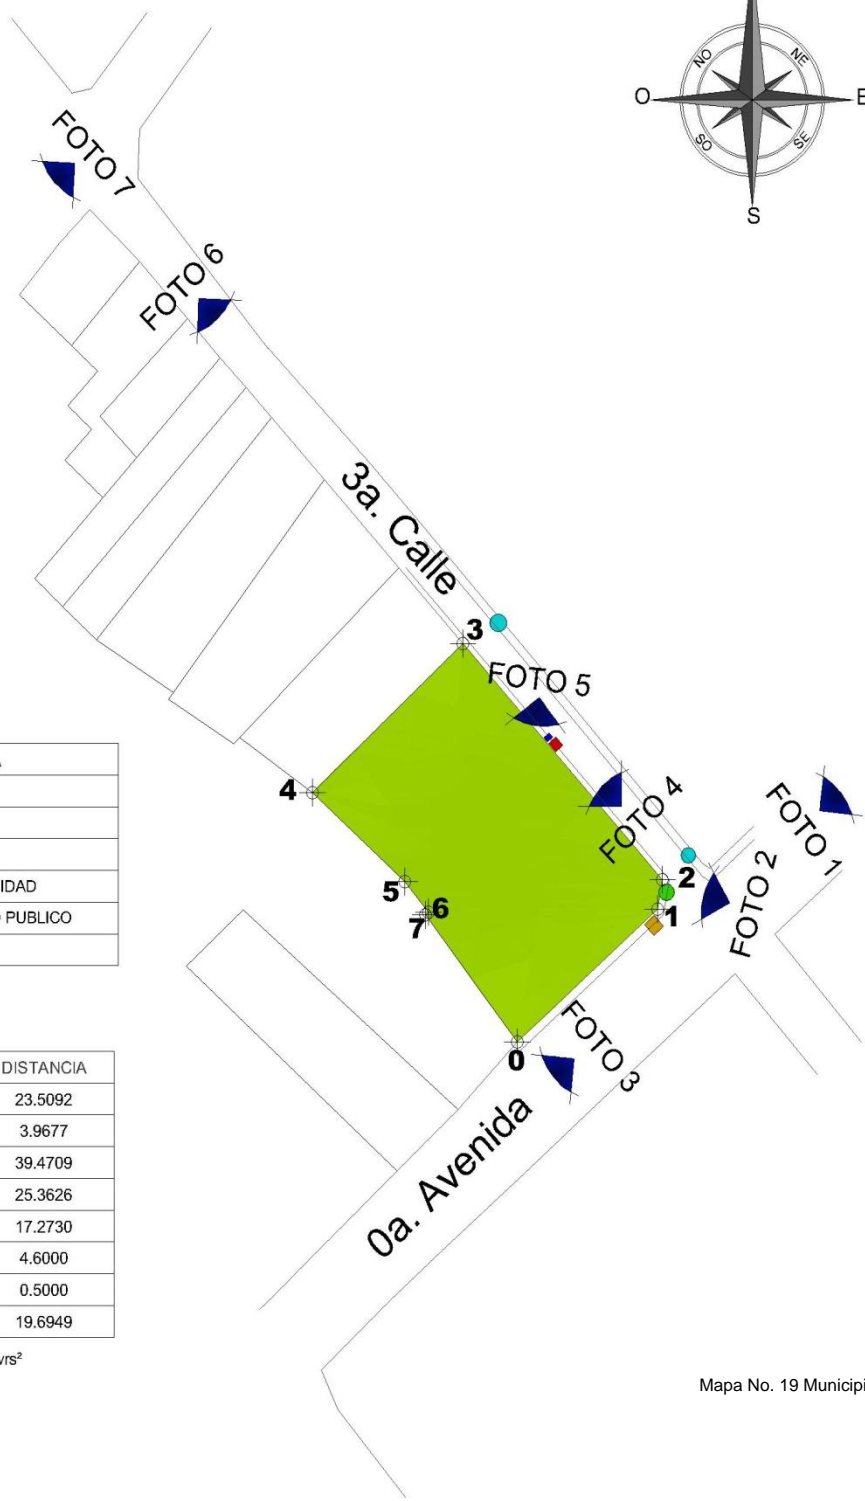 NO
NE
O
E
SO
SE
S
FOTO 7
FOTO 6
3a. Calle
3
FOTO 5
4
FOTO 4
FOTO 1
2
FOTO 2
5
1
6
7
FOTO 3
0
0a. Avenida
IDAD
PUBLICO
DISTANCIA
23.5092
3.9677
39.4709
25.3626
17.2730
4.6000
0.5000
19.6949
vrs²
Mapa No. 19 Municipi